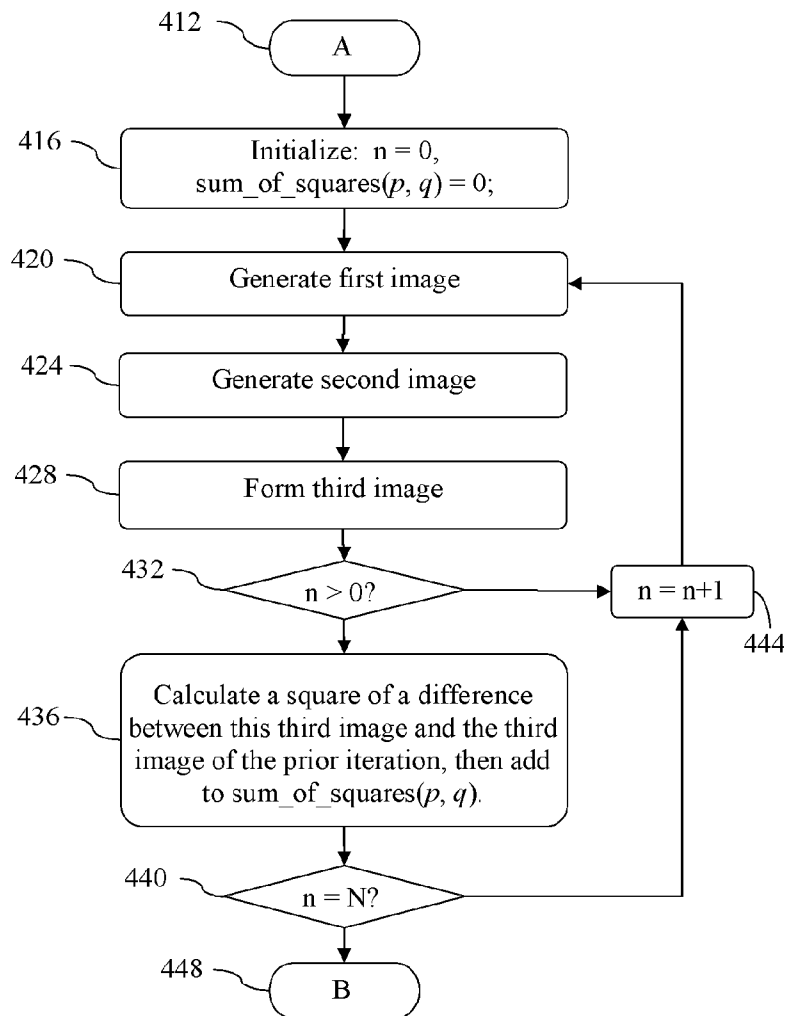 412
A
416
Initialize: n = 0,
sum_of_squares(p, q) = 0;
420
Generate first image
424
Generate second image
428
Form third image
432
n > 0?
n = n+1
444
436
Calculate a square of a difference
between this third image and the third
image of the prior iteration, then add
to sum_of_squares(p, q).
440
n = N?
448
B